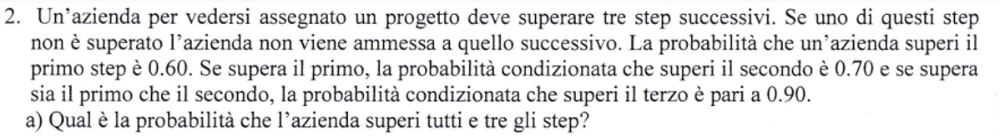 2. Un'azienda per vedersi assegnato un progetto deve superare tre step successivi. Se uno di questi step
non è superato l'azienda non viene ammessa a quello successivo. La probabilità che un'azienda superi il
primo step è 0.60. Se supera il primo, la probabilità condizionata che superi il secondo è 0.70 e se supera
sia il primo che il secondo, la probabilità condizionata che superi il terzo è pari a 0.90.
a) Qual è la probabilità che l'azienda superi tutti e tre gli step?